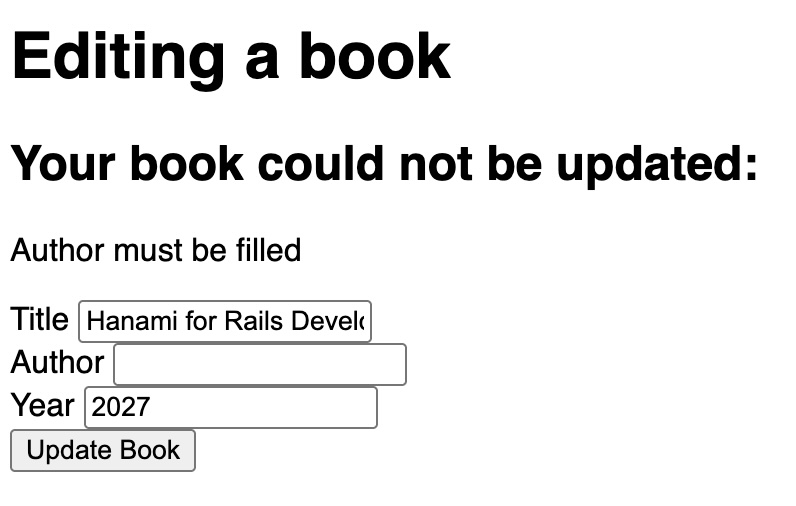 Editing a book
Your book could not be updated:
Author must be filled
Title Hanami for Rails
Author
Year 2027
Update Book